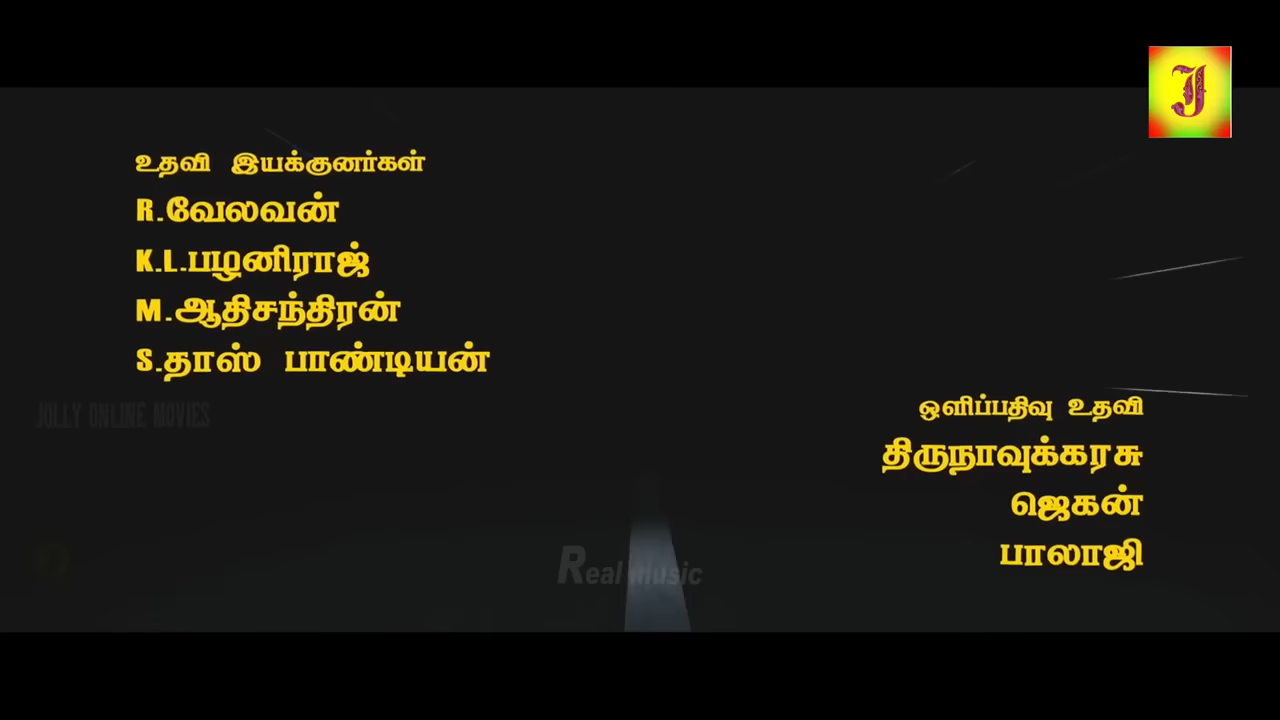 J
உதவி இயக்குனர்கள்
R.வேலவன்
K.L.பழனிராஜ்
M.ஆதிசந்திரன்
S.தாஸ் பாண்டியன்
JOLLY ONLINE MOVIES
ஒளிப்பதிவு உதவி
திருநாவுக்கரசு
ஜெகன்
பாலாஜி
Real music